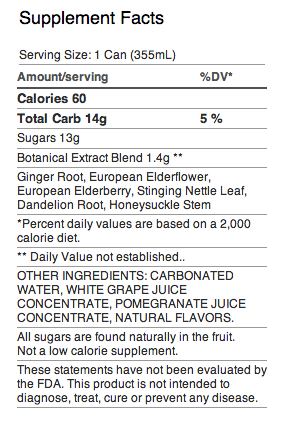 Supplement Facts
Serving Size: 1 Can (355mL)
Amount/serving %DV*
Calories 60
Total Carb 14g 5 %
Sugars 13g
Botanical Extract Blend 1.4g **
Ginger Root, European Elderflower,
European Elderberry, Stinging Nettle Leaf,
Dandelion Root, Honeysuckle Stem
*Percent daily values are based on a 2,000
calorie diet.
** Daily Value not established..
OTHER INGREDIENTS: CARBONATED
WATER, WHITE GRAPE JUICE
CONCENTRATE, POMEGRANATE JUICE
CONCENTRATE, NATURAL FLAVORS.
All sugars are found naturally in the fruit.
Not a low calorie supplement.
These statements have not been evaluated by
the FDA. This product is not intended to
diagnose, treat, cure or prevent any disease.